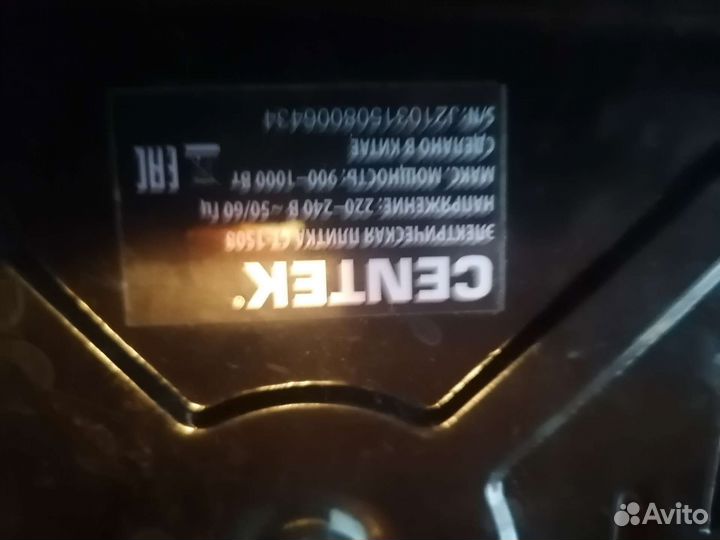 CENTEK®
ЭЛЕКТРИЧЕСКАЯ ПЛИТКА CT-1508
НАПРЯЖЕНИЕ: 220–240 В ~ 50/60 Гц
МАКС. МОЩНОСТЬ: 900–1000 Вт
СДЕЛАНО В КИТАЕ
S/N: J21031508006434
EAC
Avito